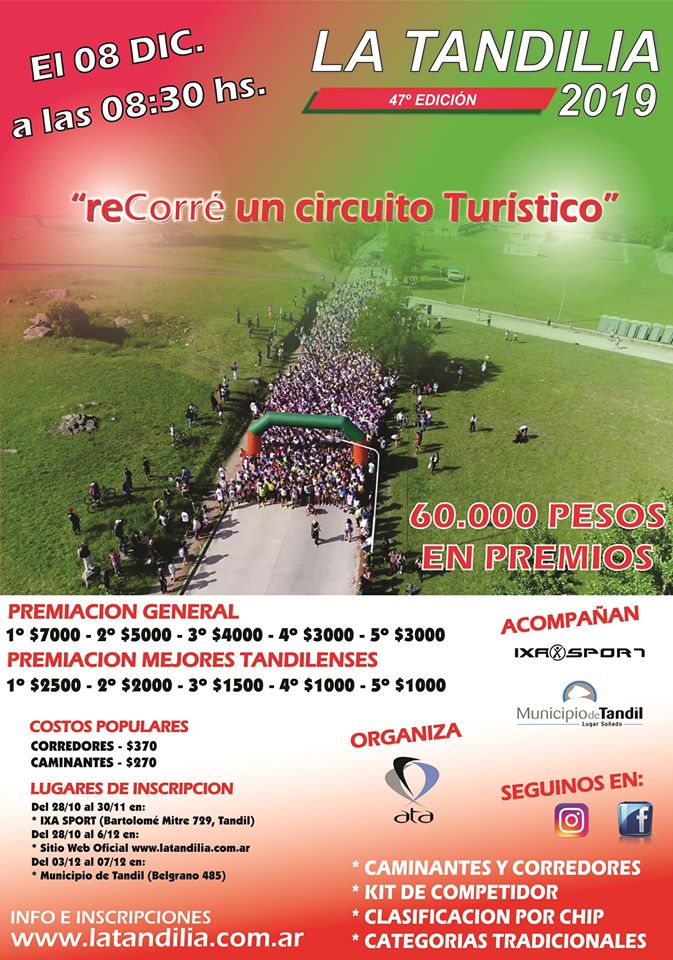 El 08 DIC.
a las 08:30 hs.
LA TANDILIA
47º EDICIÓN
2019
"reCorré un circuito Turístico"
60.000 PESOS
EN PREMIOS
PREMIACION GENERAL
1º $7000 - 2º $5000 - 3º $4000 - 4º $3000 - 5º $3000
PREMIACION MEJORES TANDILENSES
1º $2500 - 2º $2000 - 3º $1500 - 4º $1000 - 5º $1000
ACOMPAÑAN
IXA SPORT
Municipio de Tandil
Lugar Soñado
COSTOS POPULARES
CORREDORES - $370
CAMINANTES - $270
LUGARES DE INSCRIPCION
Del 28/10 al 30/11 en:
* IXA SPORT (Bartolomé Mitre 729, Tandil)
Del 28/10 al 6/12 en:
* Sitio Web Oficial www.latandilia.com.ar
Del 03/12 al 07/12 en:
* Municipio de Tandil (Belgrano 485)
ORGANIZA
ata
SEGUINOS EN:
f
* CAMINANTES Y CORREDORES
* KIT DE COMPETIDOR
* CLASIFICACION POR CHIP
* CATEGORIAS TRADICIONALES
INFO E INSCRIPCIONES
www.latandilia.com.ar